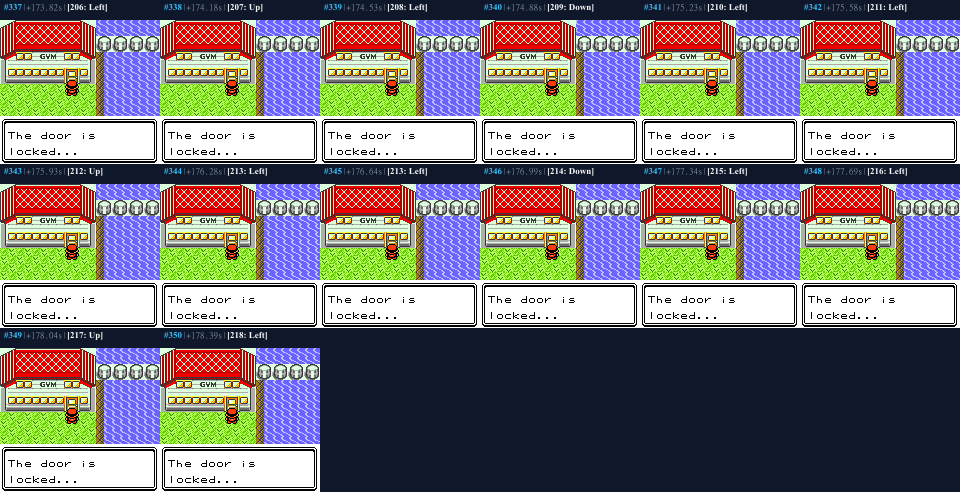 #337|+173.82s|[206: Left]
GYM
The door is
locked...
#338|+174.18s|[207: Up]
GYM
The door is
locked...
#339|+174.53s|[208: Left]
GYM
The door is
locked...
#340|+174.88s|[209: Down]
GYM
The door is
locked...
#341|+175.23s|[210: Left]
GYM
The door is
locked...
#342|+175.58s|[211: Left]
GYM
The door is
locked...
#343|+175.93s|[212: Up]
GYM
The door is
locked...
#344|+176.28s|[213: Left]
GYM
The door is
locked...
#345|+176.64s|[213: Left]
GYM
The door is
locked...
#346|+176.99s|[214: Down]
GYM
The door is
locked...
#347|+177.34s|[215: Left]
GYM
The door is
locked...
#348|+177.69s|[216: Left]
GYM
The door is
locked...
#349|+178.04s|[217: Up]
GYM
The door is
locked...
#350|+178.39s|[218: Left]
GYM
The door is
locked...